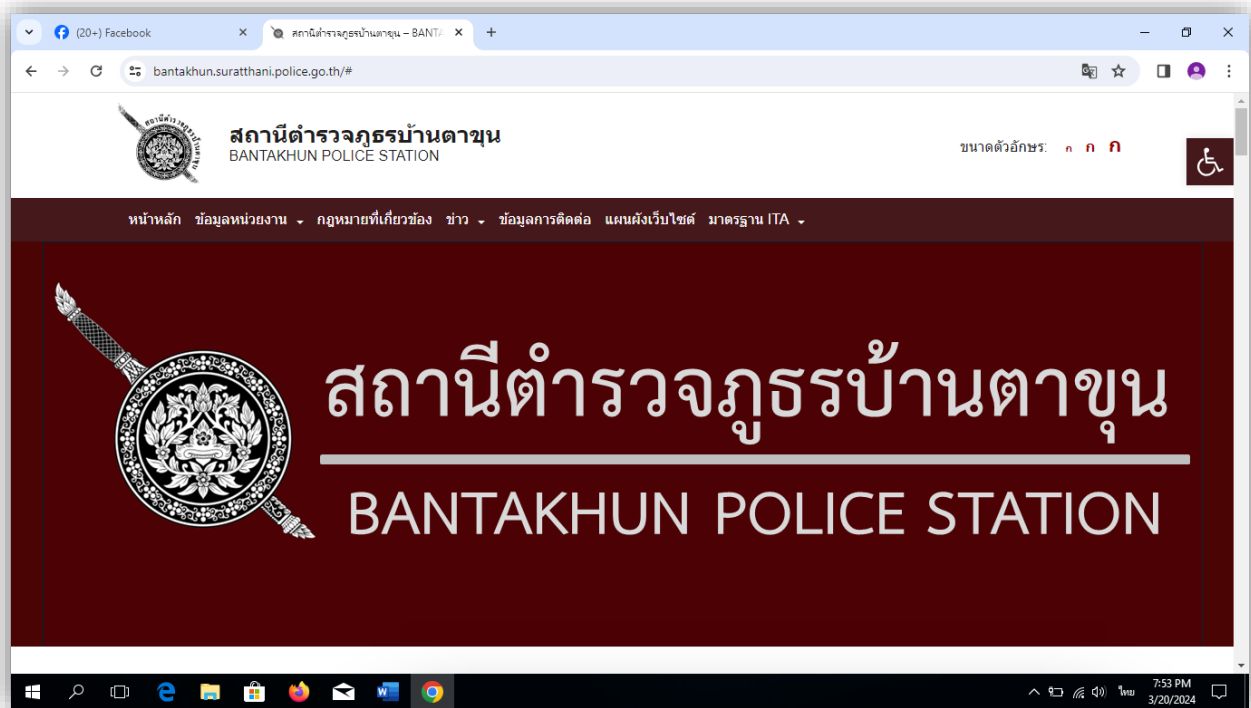 (20+) Facebook
สถานีตำรวจภูธรบ้านตาขุน – BANTA
bantakhun.suratthani.police.go.th/#
สถานีตำรวจภูธรบ้านตาขุน
BANTAKHUN POLICE STATION
ขนาดตัวอักษร: ก ก ก
หน้าหลัก ข้อมูลหน่วยงาน กฎหมายที่เกี่ยวข้อง ข่าว ข้อมูลการติดต่อ แผนผังเว็บไซต์ มาตรฐาน ITA
สถานีตำรวจภูธรบ้านตาขุน
BANTAKHUN POLICE STATION
ไทย
7:53 PM
3/20/2024